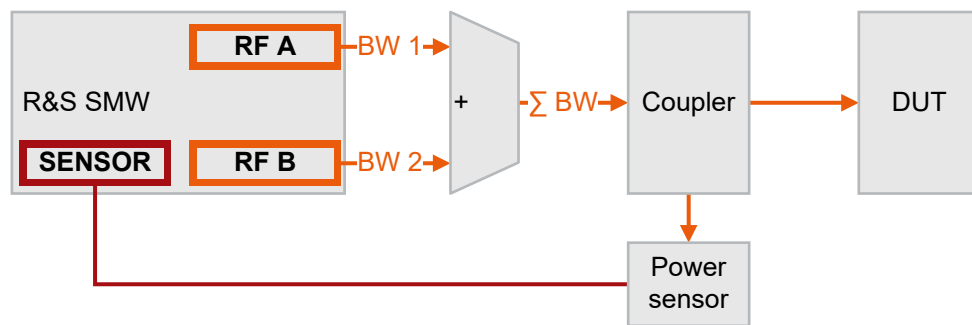 RF A
BW 1
R&S SMW
+
∑ BW
Coupler
DUT
SENSOR
RF B
BW 2
Power
sensor